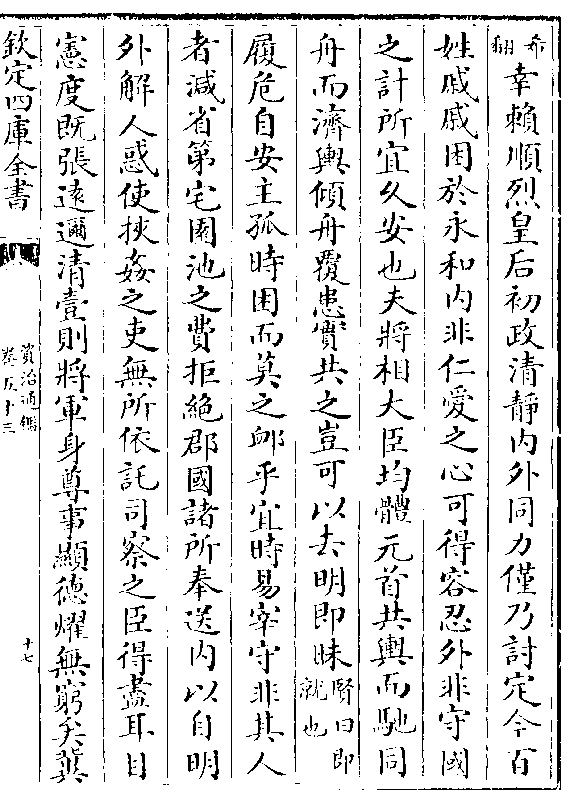 布翻幸賴順烈皇后初政清靜內外同力僅乃討定今百
姓戚戚困於永和內非仁愛之心可得容忍外非守國
之計所宜久安也夫將相大臣均體元首共輿而馳同
舟而濟輿傾舟覆患實共之豈可以去明即昧賢曰即就也
履危自安主孤時困而莫之卹乎宜時易宰守非其人
者減省第宅園池之費拒絕郡國諸所奉送內以自明
外解人惑使挾姦之吏無所依託司察之臣得盡耳目
憲度既張遠邇清壹則將軍身尊事顯德燿無窮矣冀
欽定四庫全書
資治通鑑
卷五十三
十七